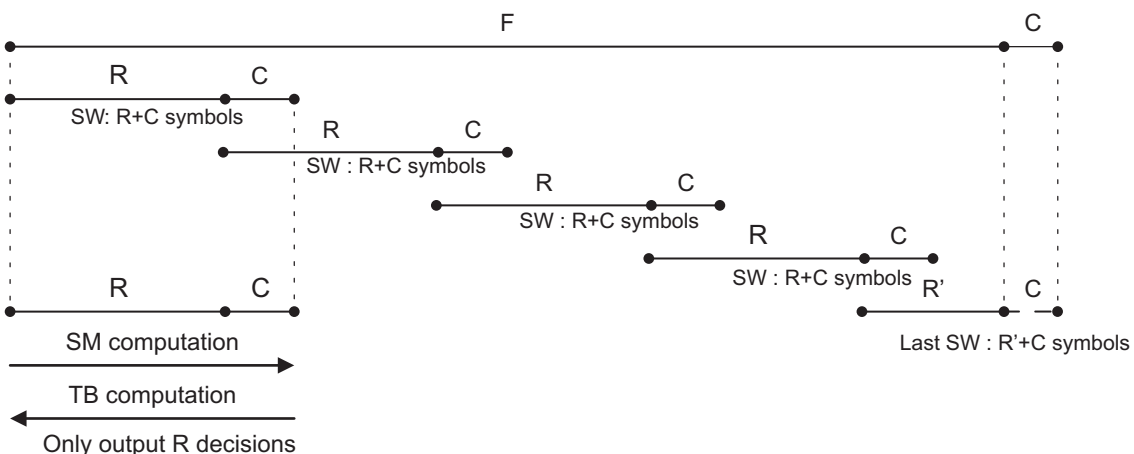 F C
R C
SW: R+C symbols
R C
SW : R+C symbols
R C
SW : R+C symbols
R C
SW : R+C symbols
R C R' C
SM computation Last SW : R'+C symbols
TB computation
Only output R decisions